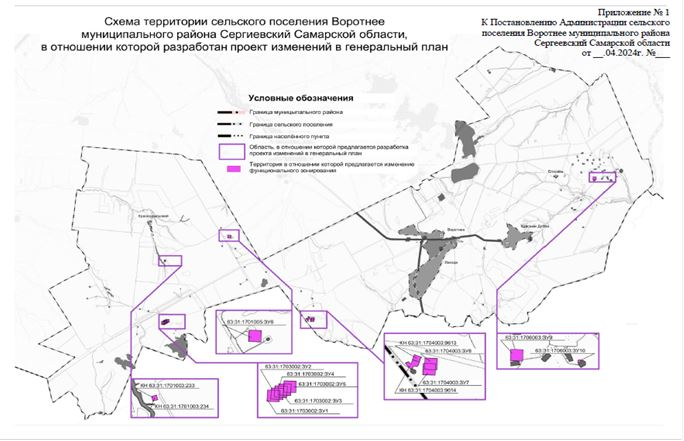 Схема территории сельского поселения Воротнее
муниципального района Сергиевский Самарской области,
в отношении которой разработан проект изменений в генеральный план
Приложение № 1
К Постановлению Администрации сельского
поселения Воротнее муниципального района
Сергеевский Самарской области
от __.04.2024г. №___
Условные обозначения
Граница муниципального района
Граница сельского поселения
Граница населённого пункта
Область, в отношении которой предлагается разработка
проекта изменений в генеральный план
Территория в отношении которой предлагается изменение
функционального зонирования
Воротнее
Красные Дубки
63:31:1701005:ЗУ8
КН 63:31:1701003:233
КН 63:31:1701003:234
63:31:1703002:ЗУ2
63:31:1703002:ЗУ4
63:31:1703002:ЗУ5
63:31:1703002:ЗУ3
63:31:1703002:ЗУ1
КН 63:31:1704003:9613
63:31:1704003:ЗУ6
63:31:1704003:ЗУ7
КН 63:31:1704003:9614
63:31:1706003:ЗУ9
63:31:1706003:ЗУ10